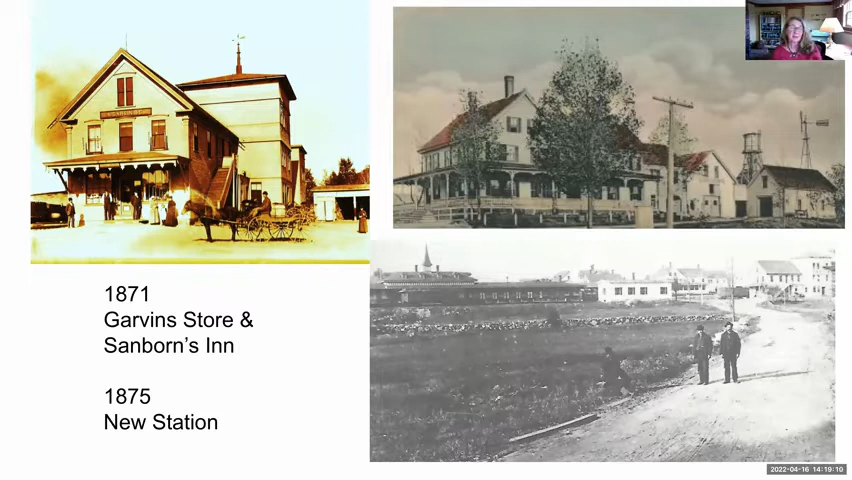 1871
Garvins Store &
Sanborn's Inn
1875
New Station
2022-04-16 14:19:10